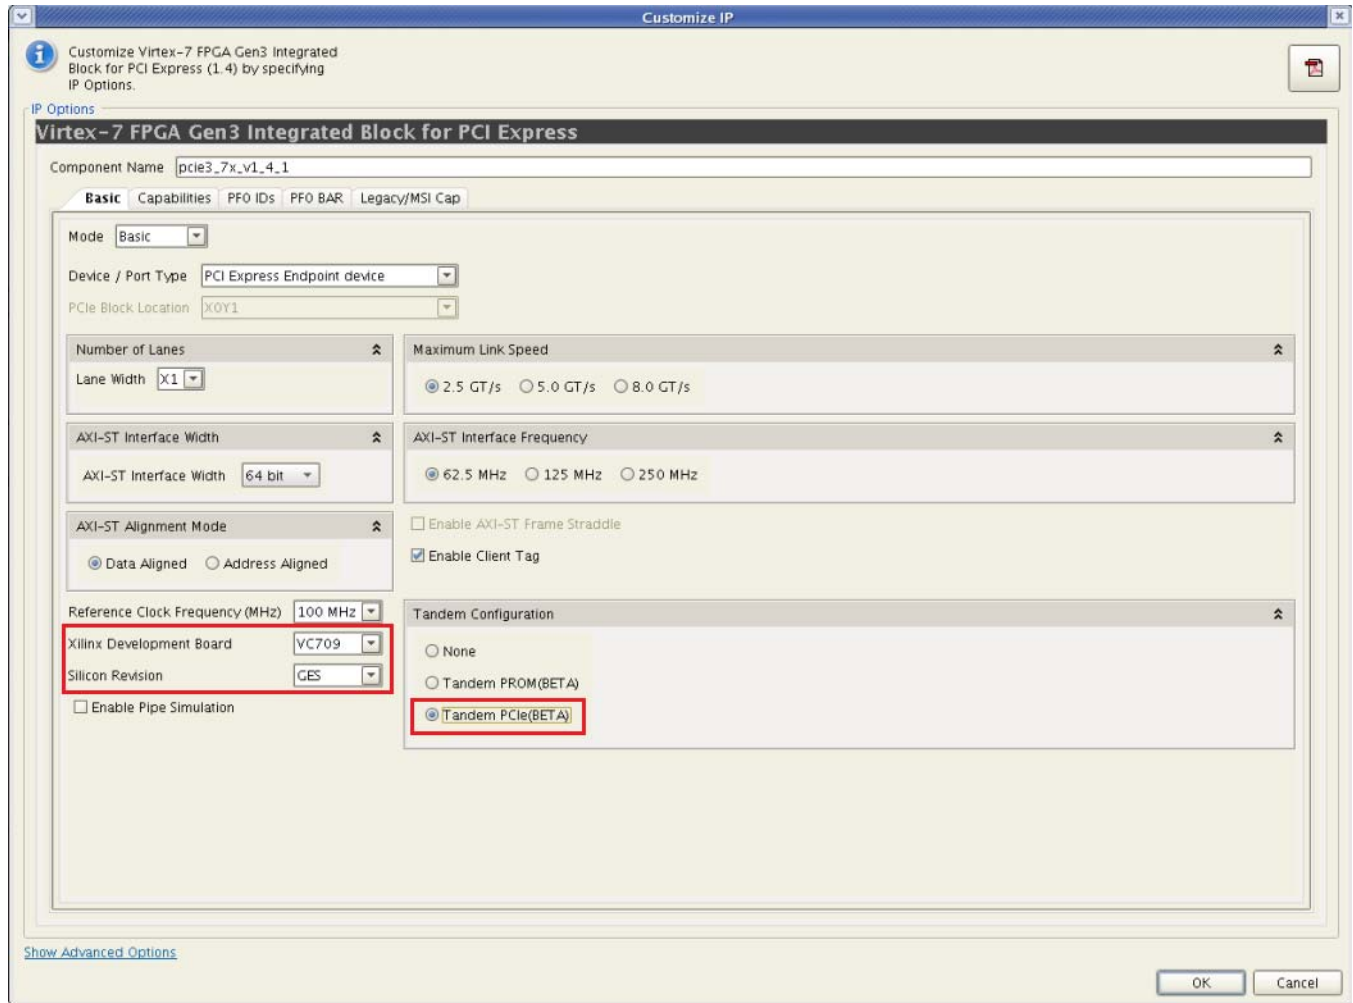 Customize IP
Customize Virtex-7 FPGA Gen3 Integrated
Block for PCI Express (1.4) by specifying
IP Options.
IP Options
Virtex-7 FPGA Gen3 Integrated Block for PCI Express
Component Name pcie3_7x_v1_4_1
Basic Capabilities PF0 IDs PF0 BAR Legacy/MSI Cap
Mode Basic
Device / Port Type PCI Express Endpoint device
PCIe Block Location X0Y1
Number of Lanes
Lane Width X1
Maximum Link Speed
2.5 GT/s 5.0 GT/s 8.0 GT/s
AXI-ST Interface Width
AXI-ST Interface Width 64 bit
AXI-ST Interface Frequency
62.5 MHz 125 MHz 250 MHz
AXI-ST Alignment Mode
Data Aligned Address Aligned
Enable AXI-ST Frame Straddle
Enable Client Tag
Reference Clock Frequency (MHz) 100 MHz
Xilinx Development Board VC709
Silicon Revision GES
Enable Pipe Simulation
Tandem Configuration
None
Tandem PROM(BETA)
Tandem PCIe(BETA)
Show Advanced Options
OK Cancel